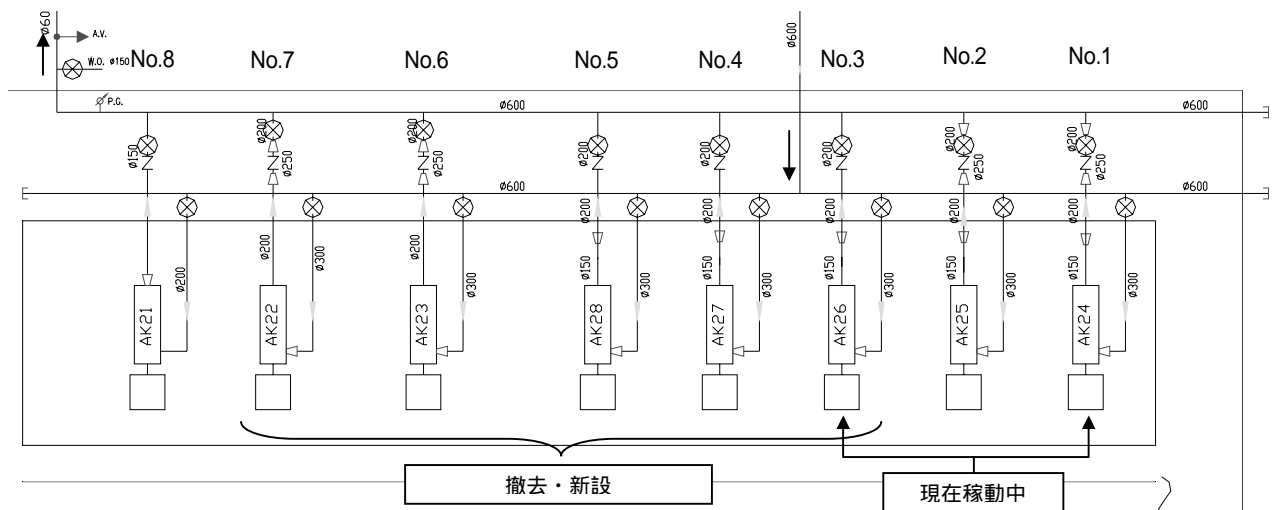 ø60
A.V.
W.O. ø150
P.G.
ø600
No.8 No.7 No.6 No.5 No.4 No.3 No.2 No.1
ø600 ø600
ø150 ø200 ø250 ø200 ø250 ø200 ø200 ø200 ø200 ø250 ø200 ø250
ø600 ø600
ø200 ø200 ø300 ø200 ø300 ø200 ø150 ø300 ø200 ø150 ø300 ø200 ø150 ø300 ø200 ø150 ø300 ø200 ø150 ø300
AK21 AK22 AK23 AK28 AK27 AK26 AK25 AK24
撤去・新設
現在稼動中